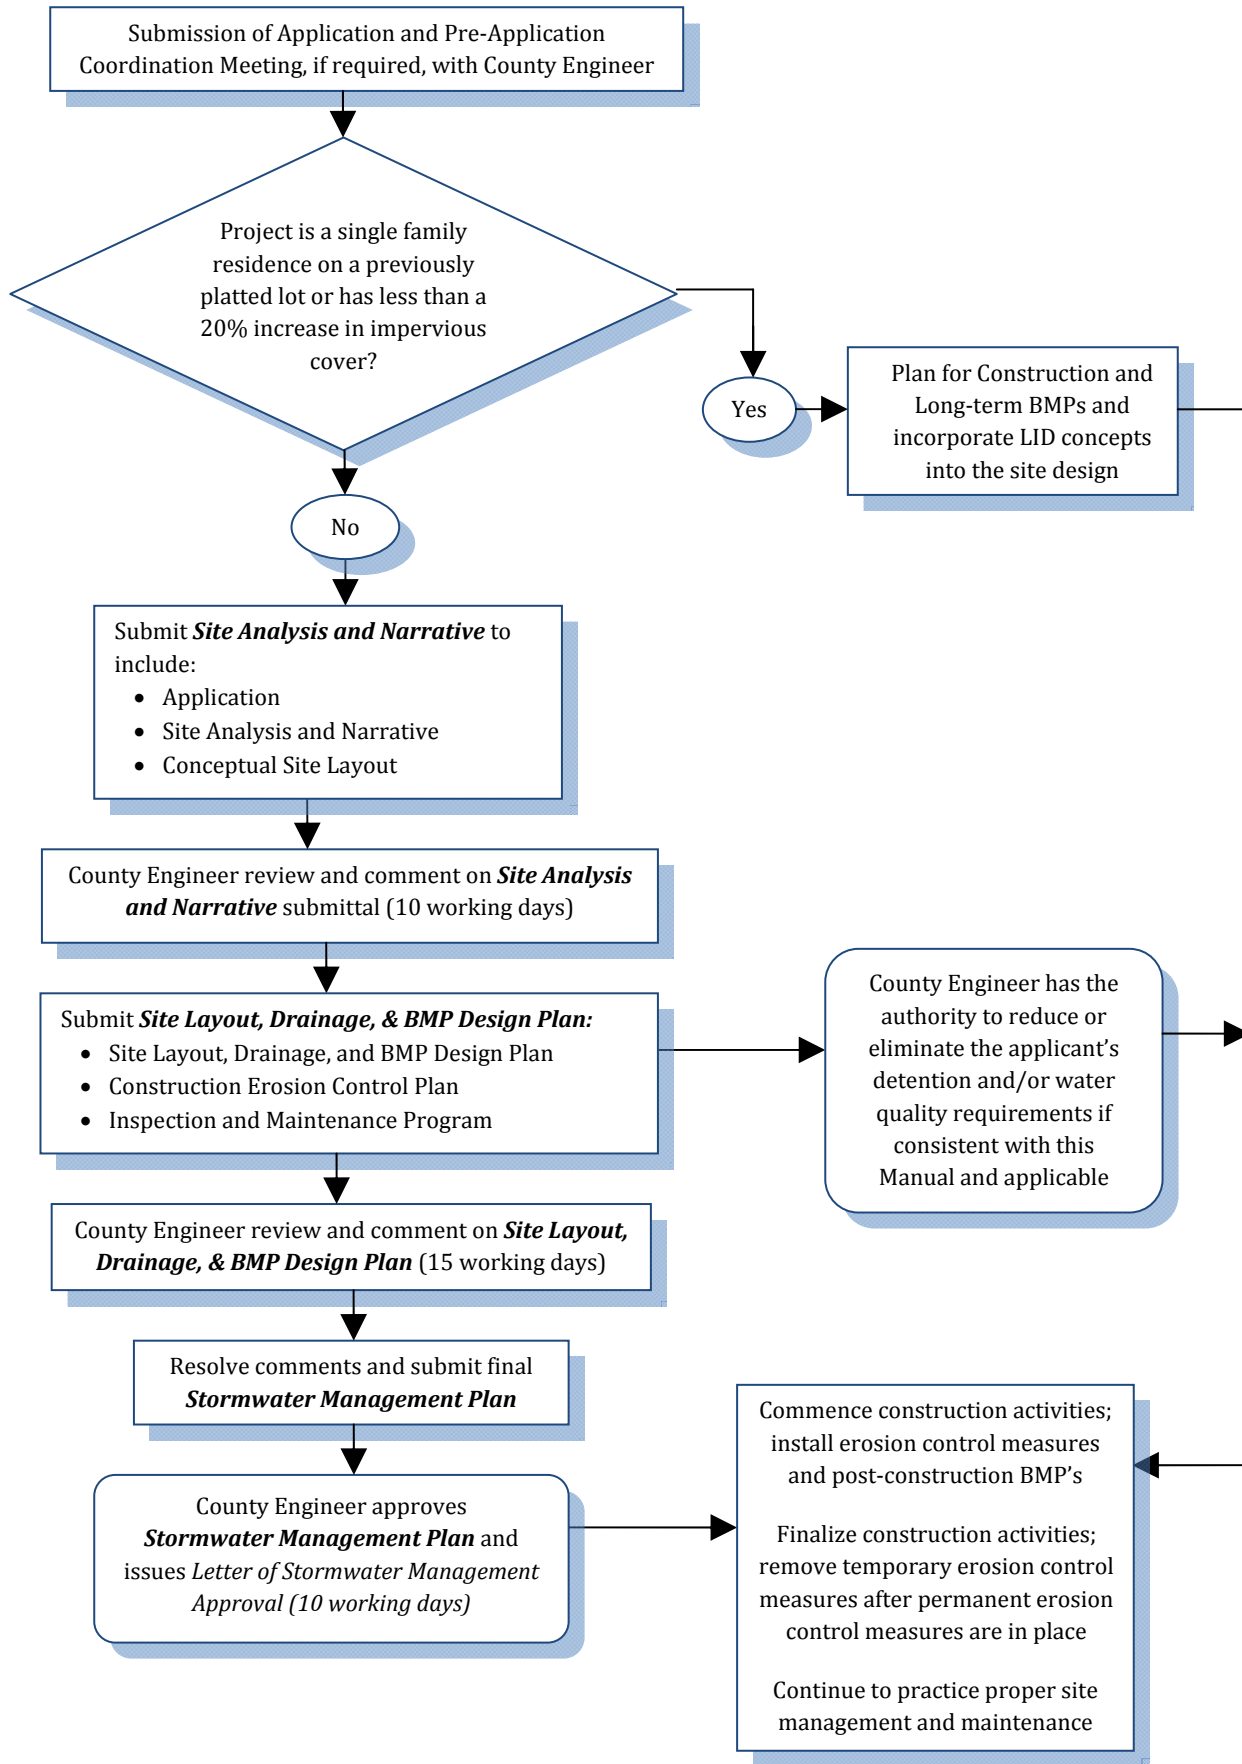 Submission of Application and Pre-Application
Coordination Meeting, if required, with County Engineer
Project is a single family
residence on a previously
platted lot or has less than a
20% increase in impervious
cover?
Yes
Plan for Construction and
Long-term BMPs and
incorporate LID concepts
into the site design
No
Submit Site Analysis and Narrative to
include:
• Application
• Site Analysis and Narrative
• Conceptual Site Layout
County Engineer review and comment on Site Analysis
and Narrative submittal (10 working days)
Submit Site Layout, Drainage, & BMP Design Plan:
• Site Layout, Drainage, and BMP Design Plan
• Construction Erosion Control Plan
• Inspection and Maintenance Program
County Engineer has the
authority to reduce or
eliminate the applicant’s
detention and/or water
quality requirements if
consistent with this
Manual and applicable
County Engineer review and comment on Site Layout,
Drainage, & BMP Design Plan (15 working days)
Resolve comments and submit final
Stormwater Management Plan
County Engineer approves
Stormwater Management Plan and
issues Letter of Stormwater Management
Approval (10 working days)
Commence construction activities;
install erosion control measures
and post-construction BMP’s
Finalize construction activities;
remove temporary erosion control
measures after permanent erosion
control measures are in place
Continue to practice proper site
management and maintenance